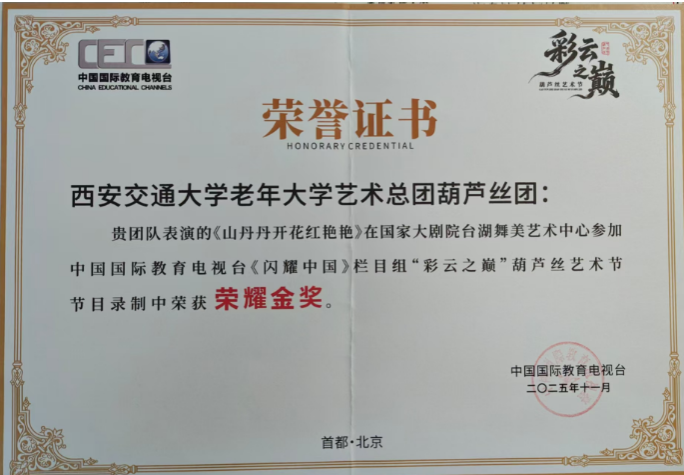 CEC
中国国际教育电视台
CHINA EDUCATIONAL CHANNELS
彩云之巅
葫芦丝艺术节
荣誉证书
HONORARY CREDENTIAL
西安交通大学老年大学艺术总团葫芦丝团：
贵团队表演的《山丹丹开花红艳艳》在国家大剧院台湖舞美艺术中心参加
中国国际教育电视台《闪耀中国》栏目组“彩云之巅”葫芦丝艺术节
节目录制中荣获 荣耀金奖。
中国国际教育电视台
二〇二五年十一月
首都·北京